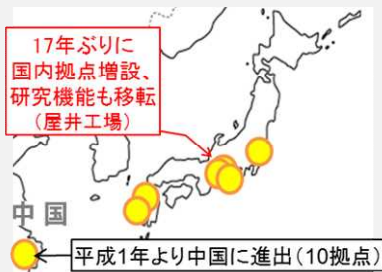 17年ぶりに
国内拠点増設、
研究機能も移転
(屋井工場)
中国
平成1年より中国に進出(10拠点)